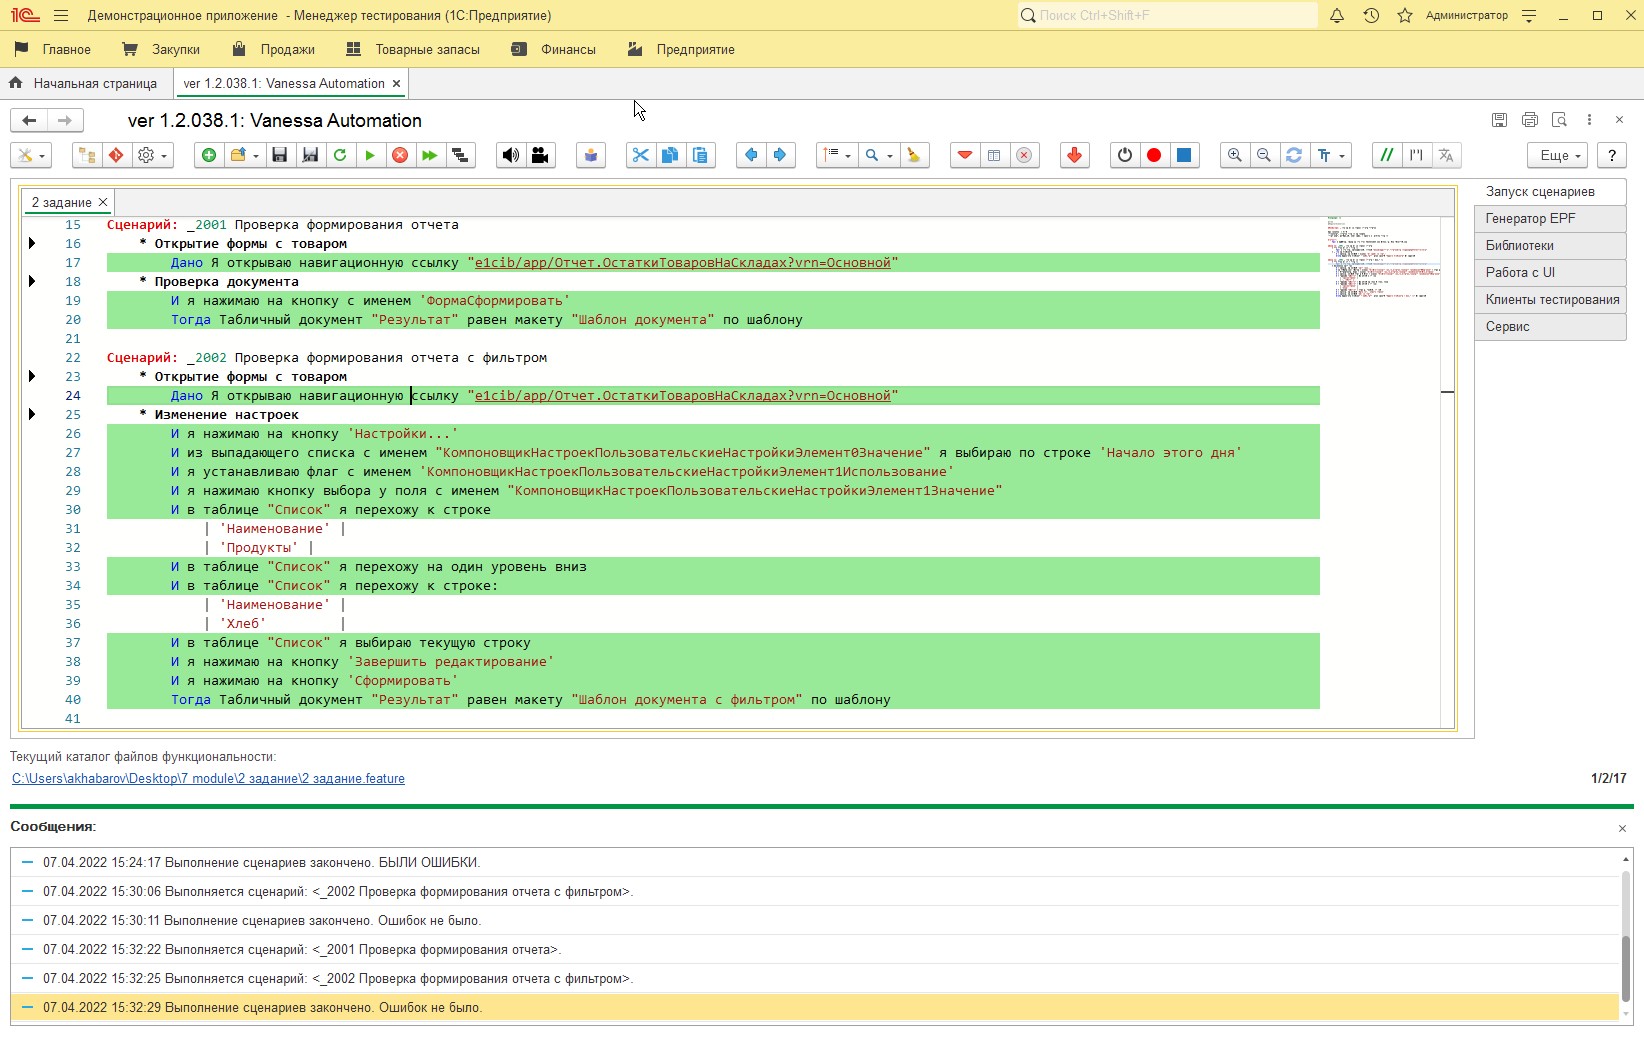 Демонстрационное приложение - Менеджер тестирования (1С:Предприятие)
Поиск Ctrl+Shift+F
Администратор
Главное
Закупки
Продажи
Товарные запасы
Финансы
Предприятие
Начальная страница
ver 1.2.038.1: Vanessa Automation
ver 1.2.038.1: Vanessa Automation
Еще
?
Запуск сценариев
Генератор EPF
Библиотеки
Работа с UI
Клиенты тестирования
Сервис
2 задание
15 Сценарий: _2001 Проверка формирования отчета
16 * Открытие формы с товаром
17 Дано Я открываю навигационную ссылку "e1cib/app/Отчет.ОстаткиТоваровНаСкладах?vrn=Основной"
18 * Проверка документа
19 И я нажимаю на кнопку с именем 'ФормаСформировать'
20 Тогда Табличный документ "Результат" равен макету "Шаблон документа" по шаблону
21
22 Сценарий: _2002 Проверка формирования отчета с фильтром
23 * Открытие формы с товаром
24 Дано Я открываю навигационную ссылку "e1cib/app/Отчет.ОстаткиТоваровНаСкладах?vrn=Основной"
25 * Изменение настроек
26 И я нажимаю на кнопку 'Настройки...'
27 И из выпадающего списка с именем "КомпоновщикНастроекПользовательскиеНастройкиЭлемент0Значение" я выбираю по строке 'Начало этого дня'
28 И я устанавливаю флаг с именем 'КомпоновщикНастроекПользовательскиеНастройкиЭлемент1Использование'
29 И я нажимаю кнопку выбора у поля с именем "КомпоновщикНастроекПользовательскиеНастройкиЭлемент1Значение"
30 И в таблице "Список" я перехожу к строке
31 | 'Наименование' |
32 | 'Продукты' |
33 И в таблице "Список" я перехожу на один уровень вниз
34 И в таблице "Список" я перехожу к строке:
35 | 'Наименование' |
36 | 'Хлеб' |
37 И в таблице "Список" я выбираю текущую строку
38 И я нажимаю на кнопку 'Завершить редактирование'
39 И я нажимаю на кнопку 'Сформировать'
40 Тогда Табличный документ "Результат" равен макету "Шаблон документа с фильтром" по шаблону
41
Текущий каталог файлов функциональности:
C:\Users\akhabarov\Desktop\7 module\2 задание\2 задание.feature
1/2/17
Сообщения:
07.04.2022 15:24:17 Выполнение сценариев закончено. БЫЛИ ОШИБКИ.
07.04.2022 15:30:06 Выполняется сценарий: <_2002 Проверка формирования отчета с фильтром>.
07.04.2022 15:30:11 Выполнение сценариев закончено. Ошибок не было.
07.04.2022 15:32:22 Выполняется сценарий: <_2001 Проверка формирования отчета>.
07.04.2022 15:32:25 Выполняется сценарий: <_2002 Проверка формирования отчета с фильтром>.
07.04.2022 15:32:29 Выполнение сценариев закончено. Ошибок не было.